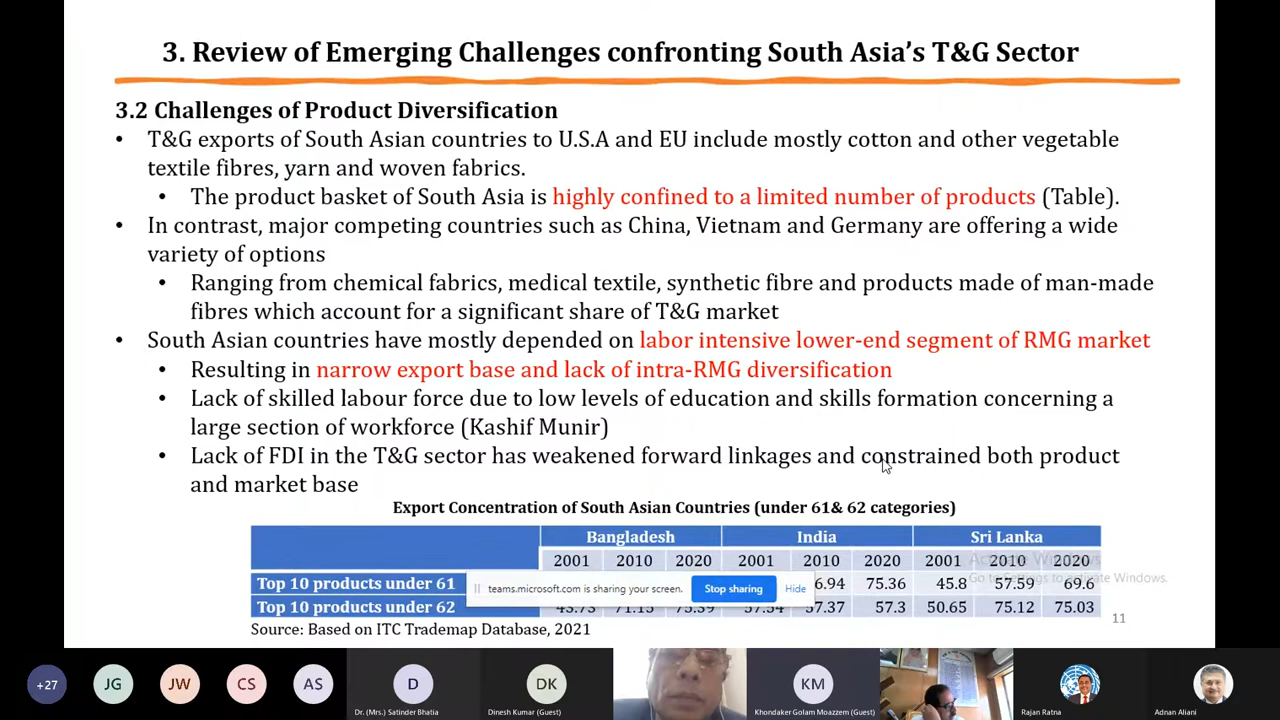 3. Review of Emerging Challenges confronting South Asia's T&G Sector
3.2 Challenges of Product Diversification
• T&G exports of South Asian countries to U.S.A and EU include mostly cotton and other vegetable
textile fibres, yarn and woven fabrics.
• The product basket of South Asia is highly confined to a limited number of products (Table).
• In contrast, major competing countries such as China, Vietnam and Germany are offering a wide
variety of options
• Ranging from chemical fabrics, medical textile, synthetic fibre and products made of man-made
fibres which account for a significant share of T&G market
• South Asian countries have mostly depended on labor intensive lower-end segment of RMG market
Resulting in narrow export base and lack of intra-RMG diversification
• Lack of skilled labour force due to low levels of education and skills formation concerning a
large section of workforce (Kashif Munir)
• Lack of FDI in the T&G sector has weakened forward linkages and constrained both product
and market base
Export Concentration of South Asian Countries (under 61& 62 categories)
Bangladesh India Sri Lanka
2001 2010 2020 2001 2010 2020 2001 2010 2020
Activate Windows
Top 10 products under 61 6.94 75.36 45.8 57.59 69.6
Go to Settings to activate Windows.
teams.microsoft.com is sharing your screen. Stop sharing Hide
Top 10 products under 62 43.73 71.15 75.39 57.54 57.37 57.3 50.65 75.12 75.03
Source: Based on ITC Trademap Database, 2021
11
+27 JG JW CS AS D DK KM
Dr. (Mrs.) Satinder Bhatia Dinesh Kumar (Guest) Khondaker Golam Moazzem (Guest) Rajan Ratna Adnan Aliani